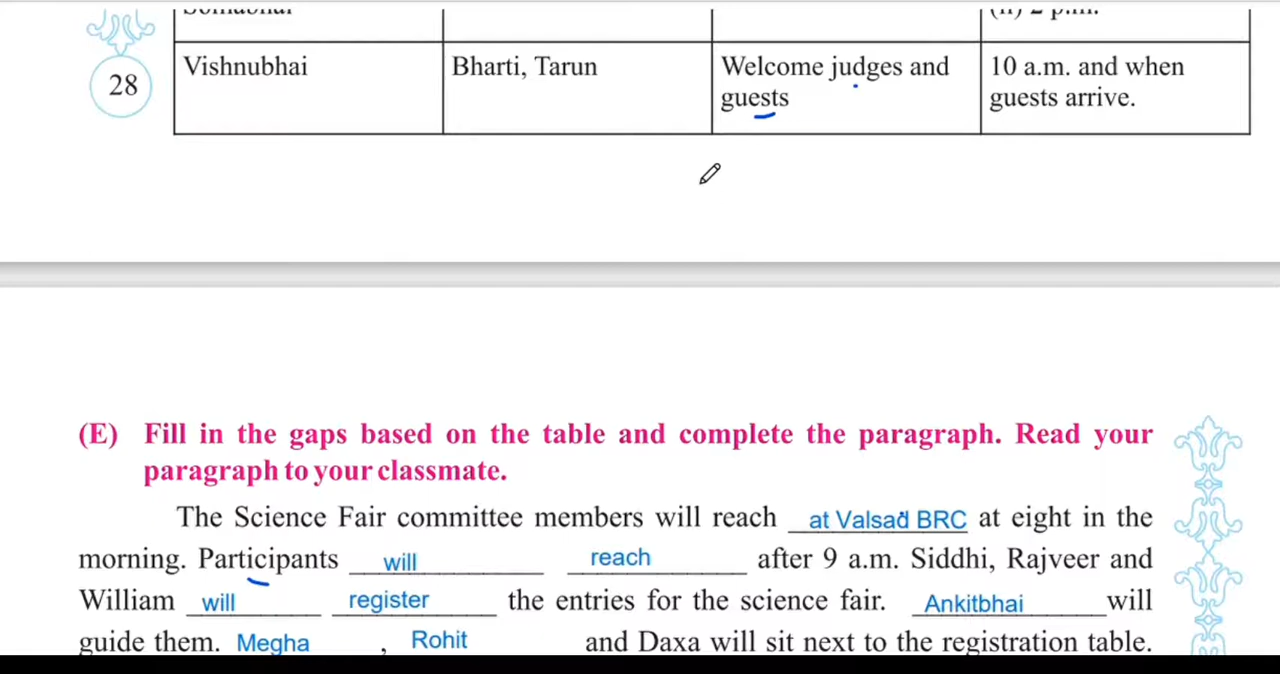 (ii) 2 p.m.
28
Vishnubhai Bharti, Tarun Welcome judges and 10 a.m. and when
guests guests arrive.
(E) Fill in the gaps based on the table and complete the paragraph. Read your
paragraph to your classmate.
The Science Fair committee members will reach at Valsad BRC at eight in the
morning. Participants will reach after 9 a.m. Siddhi, Rajveer and
William will register the entries for the science fair. Ankitbhai will
guide them. Megha , Rohit and Daxa will sit next to the registration table.